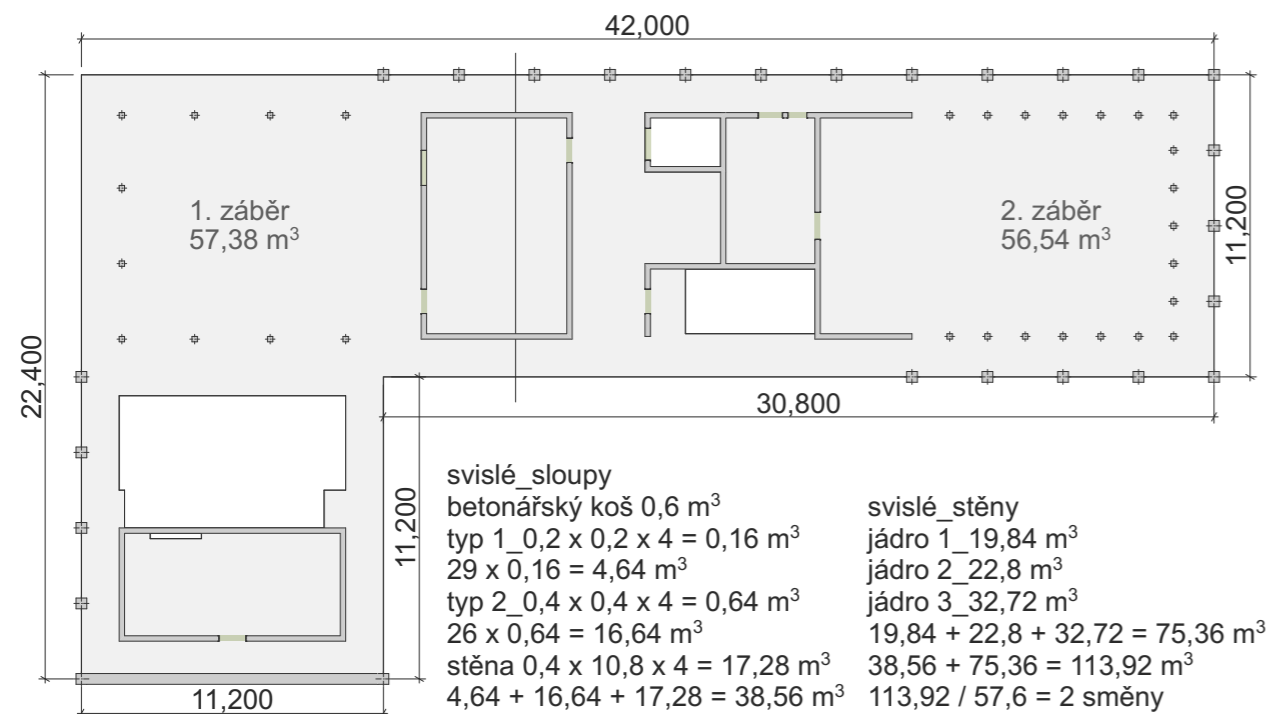 42,000
1. záběr
57,38 m³
2. záběr
56,54 m³
11,200
22,400
30,800
11,200
11,200
svislé_sloupy
betonářský koš 0,6 m³
typ 1_0,2 x 0,2 x 4 = 0,16 m³
29 x 0,16 = 4,64 m³
typ 2_0,4 x 0,4 x 4 = 0,64 m³
26 x 0,64 = 16,64 m³
stěna 0,4 x 10,8 x 4 = 17,28 m³
4,64 + 16,64 + 17,28 = 38,56 m³
svislé_stěny
jádro 1_19,84 m³
jádro 2_22,8 m³
jádro 3_32,72 m³
19,84 + 22,8 + 32,72 = 75,36 m³
38,56 + 75,36 = 113,92 m³
113,92 / 57,6 = 2 směny